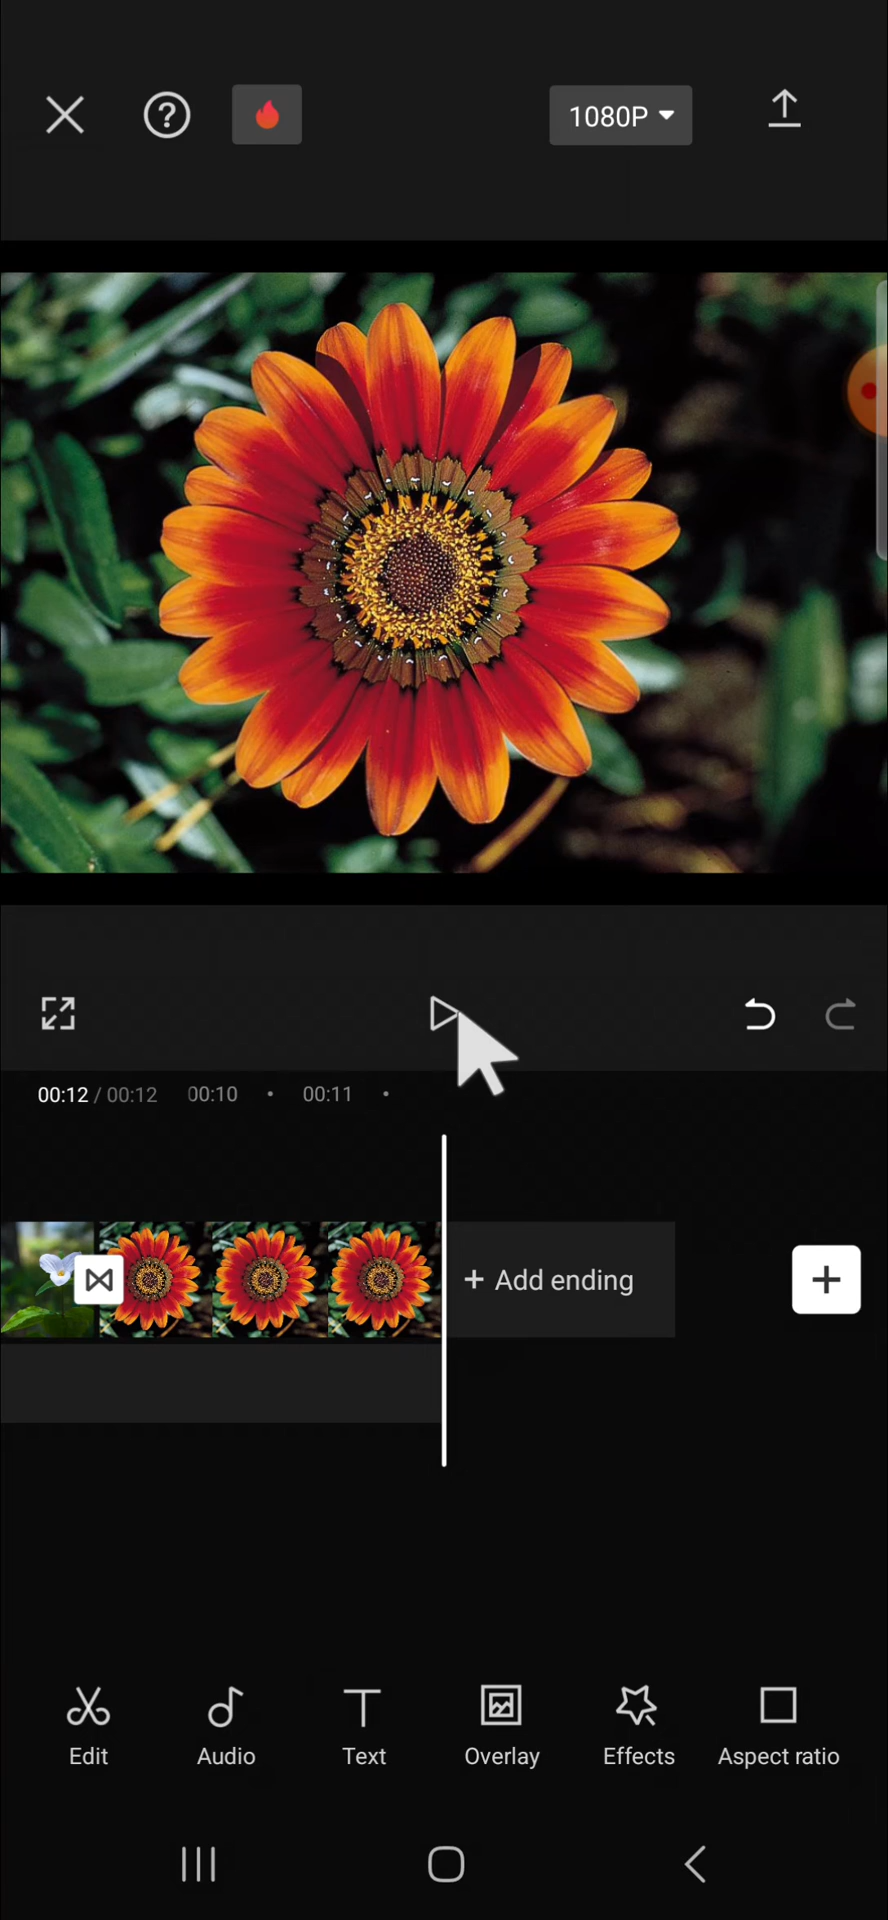 1080P
00:12 / 00:12 00:10 00:11
+ Add ending
Edit Audio Text Overlay Effects Aspect ratio